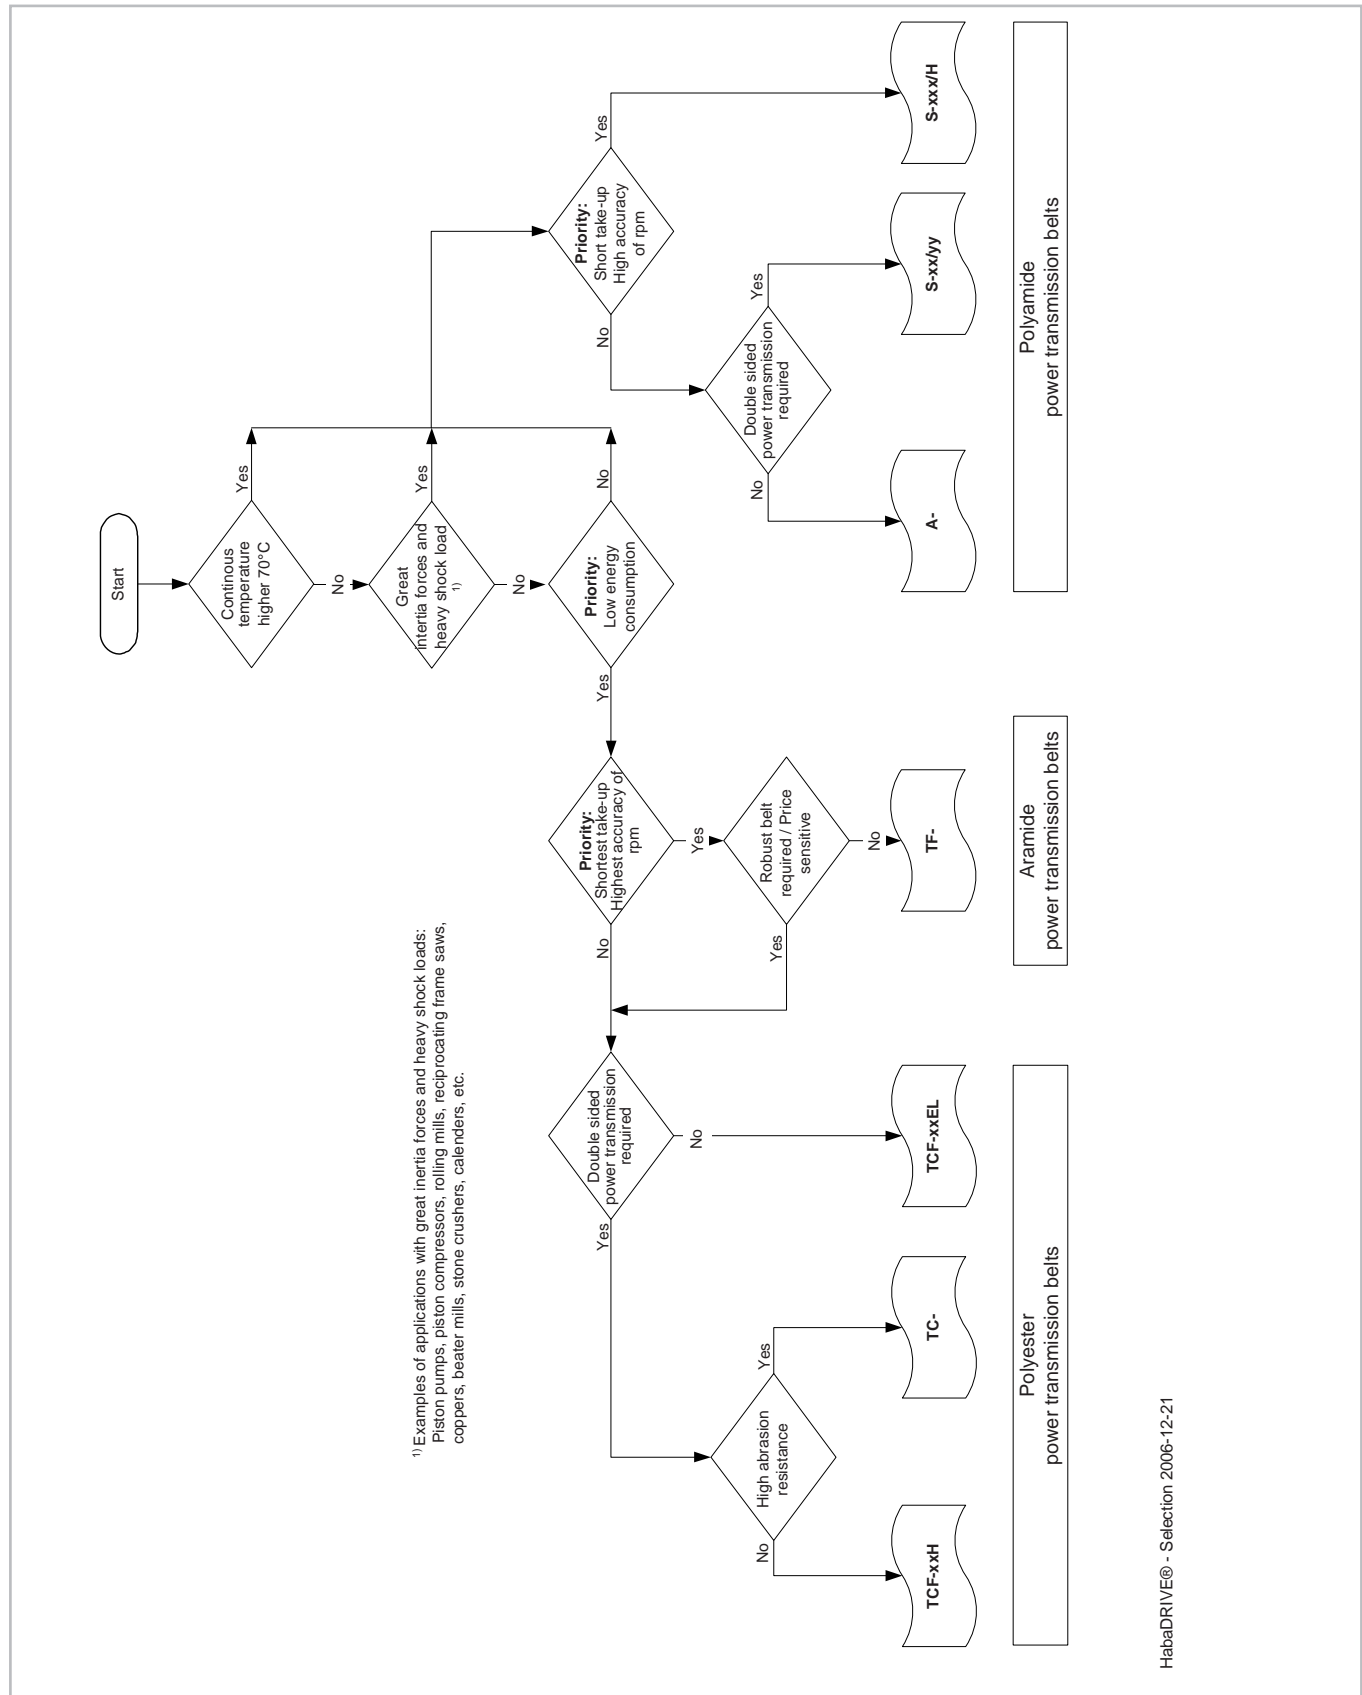 Start
Continous
temperature
higher 70°C
Yes
No
Great
intertia forces and
heavy shock load
1)
Yes
No
Priority:
Low energy
consumption
No
Yes
Priority:
Short take-up
High accuracy
of rpm
Yes
No
Double sided
power transmission
required
Yes
No
Priority:
Shortest take-up
Highest accuracy of
rpm
Yes
No
Robust belt
required / Price
sensitive
No
Yes
Double sided
power transmission
required
No
Yes
High abrasion
resistance
Yes
No
1) Examples of applications with great inertia forces and heavy shock loads:
Piston pumps, piston compressors, rolling mills, reciprocating frame saws,
coppers, beater mills, stone crushers, calenders, etc.
TCF-xxH
TC-
TCF-xxEL
TF-
A-
S-xx/yy
S-xxx/H
Polyester
power transmission belts
Aramide
power transmission belts
Polyamide
power transmission belts
HabaDRIVE® - Selection 2006-12-21